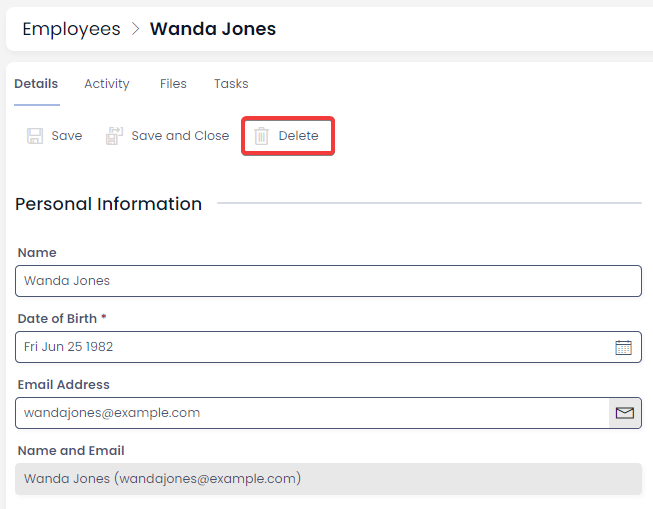 Employees > Wanda Jones
Details Activity Files Tasks
Save Save and Close Delete
Personal Information
Name
Wanda Jones
Date of Birth *
Fri Jun 25 1982
Email Address
wandajones@example.com
Name and Email
Wanda Jones (wandajones@example.com)